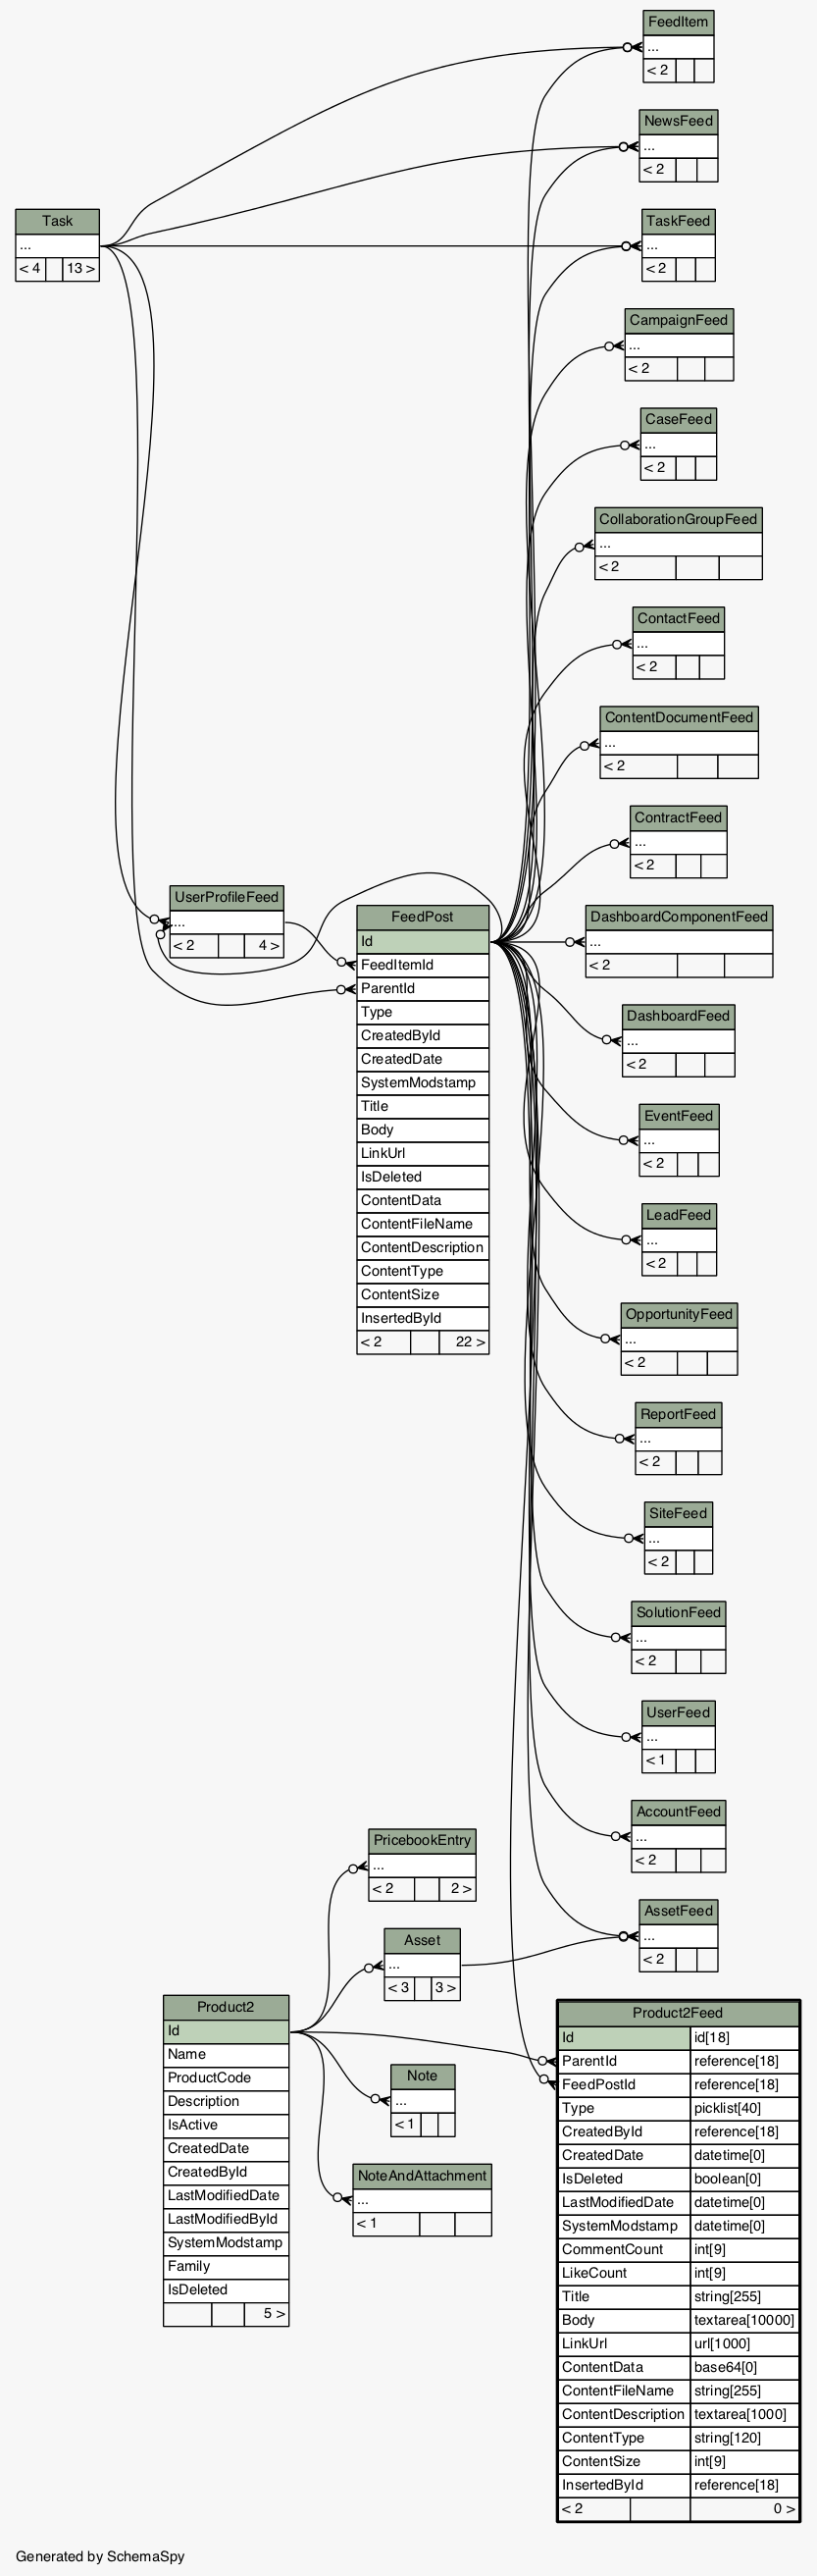 FeedItem
...
< 2
NewsFeed
...
< 2
Task
...
< 4 13 >
TaskFeed
...
< 2
CampaignFeed
...
< 2
CaseFeed
...
< 2
CollaborationGroupFeed
...
< 2
ContactFeed
...
< 2
ContentDocumentFeed
...
< 2
ContractFeed
...
< 2
UserProfileFeed
...
< 2 4 >
FeedPost
Id
FeedItemId
ParentId
Type
CreatedById
CreatedDate
SystemModstamp
Title
Body
LinkUrl
IsDeleted
ContentData
ContentFileName
ContentDescription
ContentType
ContentSize
InsertedById
< 2 22 >
DashboardComponentFeed
...
< 2
DashboardFeed
...
< 2
EventFeed
...
< 2
LeadFeed
...
< 2
OpportunityFeed
...
< 2
ReportFeed
...
< 2
SiteFeed
...
< 2
SolutionFeed
...
< 2
UserFeed
...
< 1
AccountFeed
...
< 2
PricebookEntry
...
< 2 2 >
AssetFeed
...
< 2
Asset
...
< 3 3 >
Product2
Id
Name
ProductCode
Description
IsActive
CreatedDate
CreatedById
LastModifiedDate
LastModifiedById
SystemModstamp
Family
IsDeleted
5 >
Note
...
< 1
NoteAndAttachment
...
< 1
Product2Feed
Id id[18]
ParentId reference[18]
FeedPostId reference[18]
Type picklist[40]
CreatedById reference[18]
CreatedDate datetime[0]
IsDeleted boolean[0]
LastModifiedDate datetime[0]
SystemModstamp datetime[0]
CommentCount int[9]
LikeCount int[9]
Title string[255]
Body textarea[10000]
LinkUrl url[1000]
ContentData base64[0]
ContentFileName string[255]
ContentDescription textarea[1000]
ContentType string[120]
ContentSize int[9]
InsertedById reference[18]
< 2 0 >
Generated by SchemaSpy